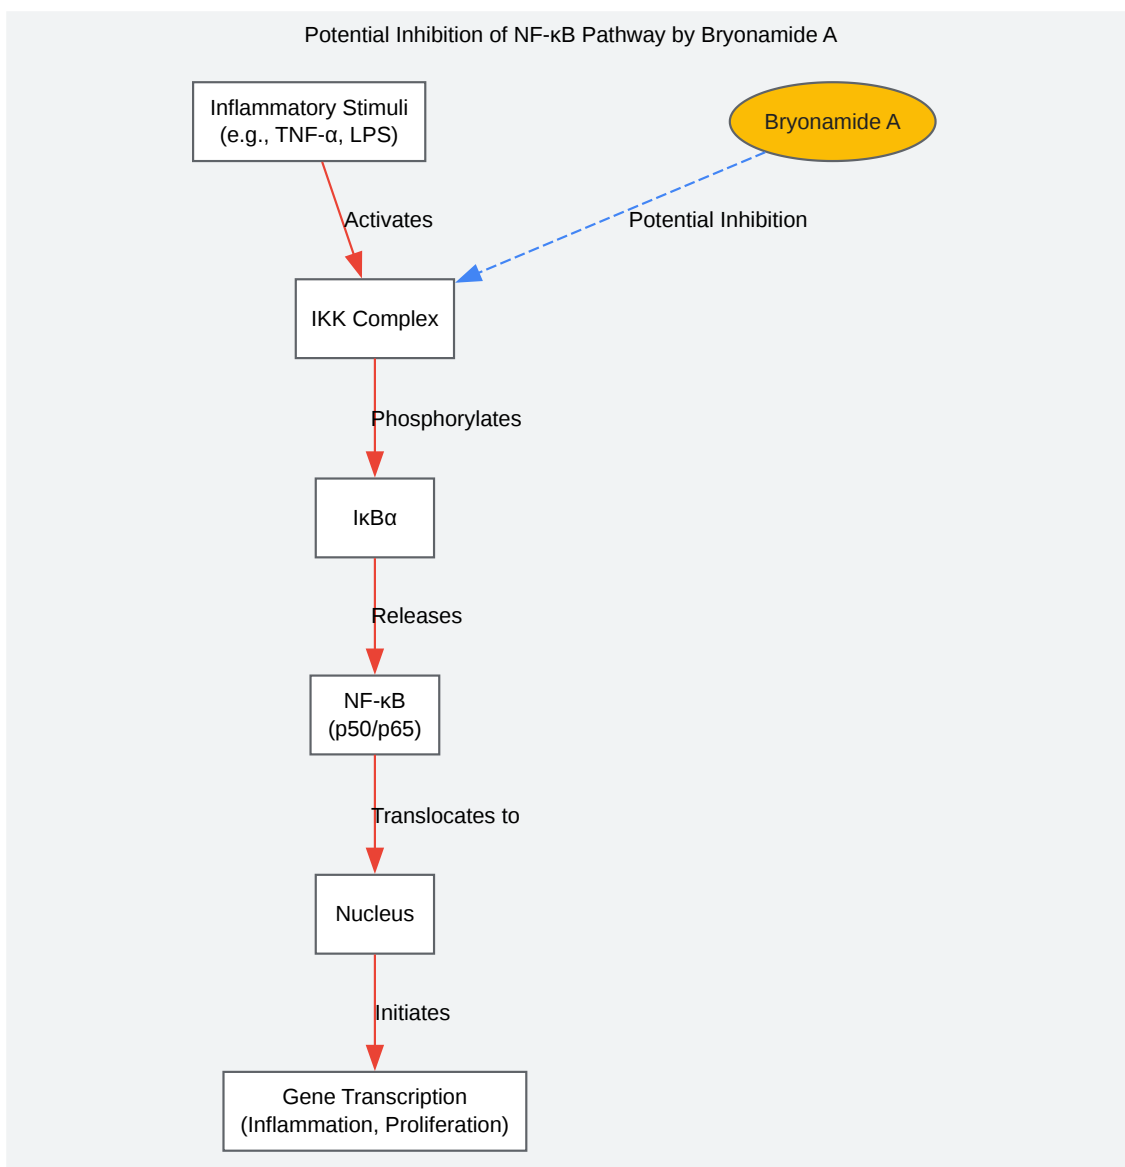 Potential Inhibition of NF-κB Pathway by Bryonamide A
Inflammatory Stimuli
(e.g., TNF-α, LPS)
Bryonamide A
Activates
Potential Inhibition
IKK Complex
Phosphorylates
IκBα
Releases
NF-κB
(p50/p65)
Translocates to
Nucleus
Initiates
Gene Transcription
(Inflammation, Proliferation)